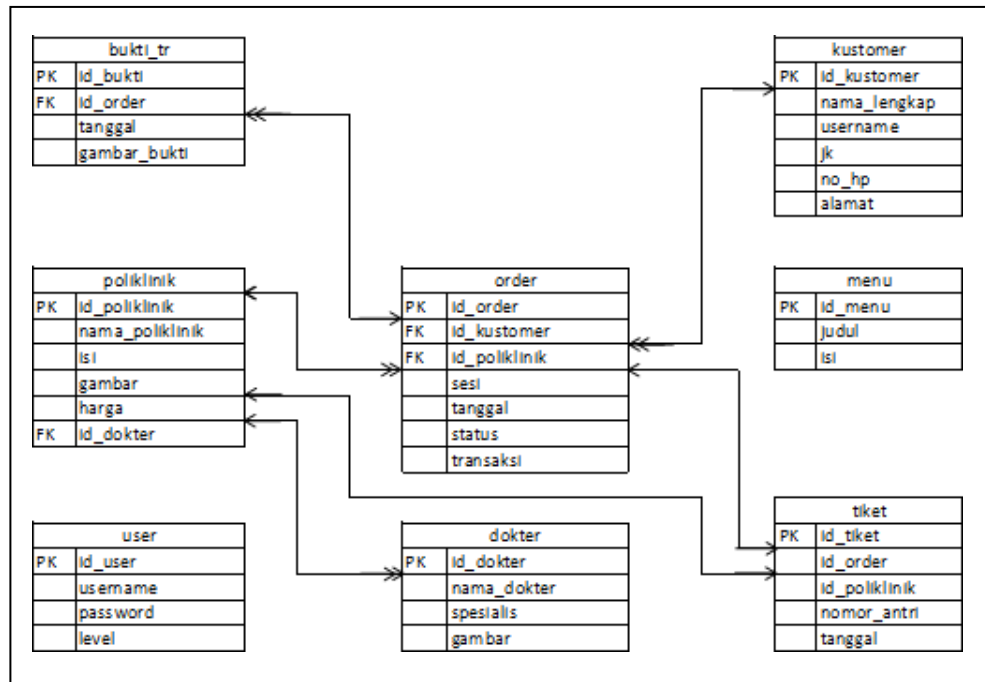 bukti_tr
PK id_bukti
FK id_order
tanggal
gambar_bukti
kustomer
PK id_kustomer
nama_lengkap
username
jk
no_hp
alamat
poliklinik
PK id_poliklinik
nama_poliklinik
isi
gambar
harga
FK id_dokter
order
PK id_order
FK id_kustomer
FK id_poliklinik
sesi
tanggal
status
transaksi
menu
PK id_menu
judul
isi
user
PK id_user
username
password
level
dokter
PK id_dokter
nama_dokter
spesialis
gambar
tiket
PK id_tiket
id_order
id_poliklinik
nomor_antri
tanggal